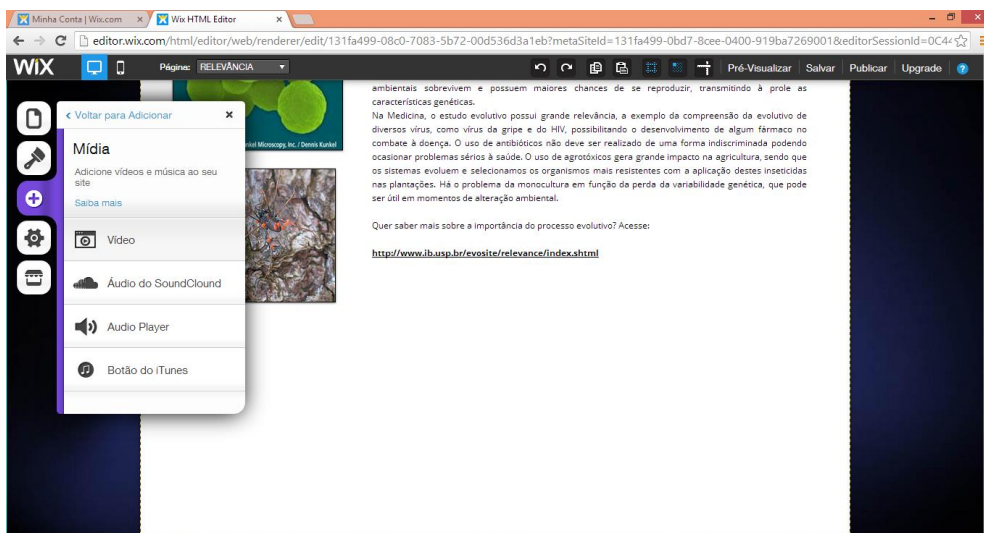 Minha Conta | Wix.com × Wix HTML Editor ×
editor.wix.com/html/editor/web/renderer/edit/131fa499-08c0-7083-5b72-00d536d3a1eb?metaSiteId=131fa499-0bd7-8cee-0400-919ba7269001&editorSessionId=0C44
WiX Página: RELEVÂNCIA Pré-Visualizar Salvar Publicar Upgrade ?
< Voltar para Adicionar ×
Mídia
Adicione vídeos e música ao seu
site
Saiba mais
Vídeo
Áudio do SoundClound
Audio Player
Botão do iTunes
nkel Microscopy, Inc. / Dennis Kunkel
ambientais sobrevivem e possuem maiores chances de se reproduzir, transmitindo à prole as
características genéticas.
Na Medicina, o estudo evolutivo possui grande relevância, a exemplo da compreensão da evolutivo de
diversos vírus, como vírus da gripe e do HIV, possibilitando o desenvolvimento de algum fármaco no
combate à doença. O uso de antibióticos não deve ser realizado de uma forma indiscriminada podendo
ocasionar problemas sérios à saúde. O uso de agrotóxicos gera grande impacto na agricultura, sendo que
os sistemas evoluem e selecionamos os organismos mais resistentes com a aplicação destes inseticidas
nas plantações. Há o problema da monocultura em função da perda da variabilidade genética, que pode
ser útil em momentos de alteração ambiental.
Quer saber mais sobre a importância do processo evolutivo? Acesse:
http://www.ib.usp.br/evosite/relevance/index.shtml